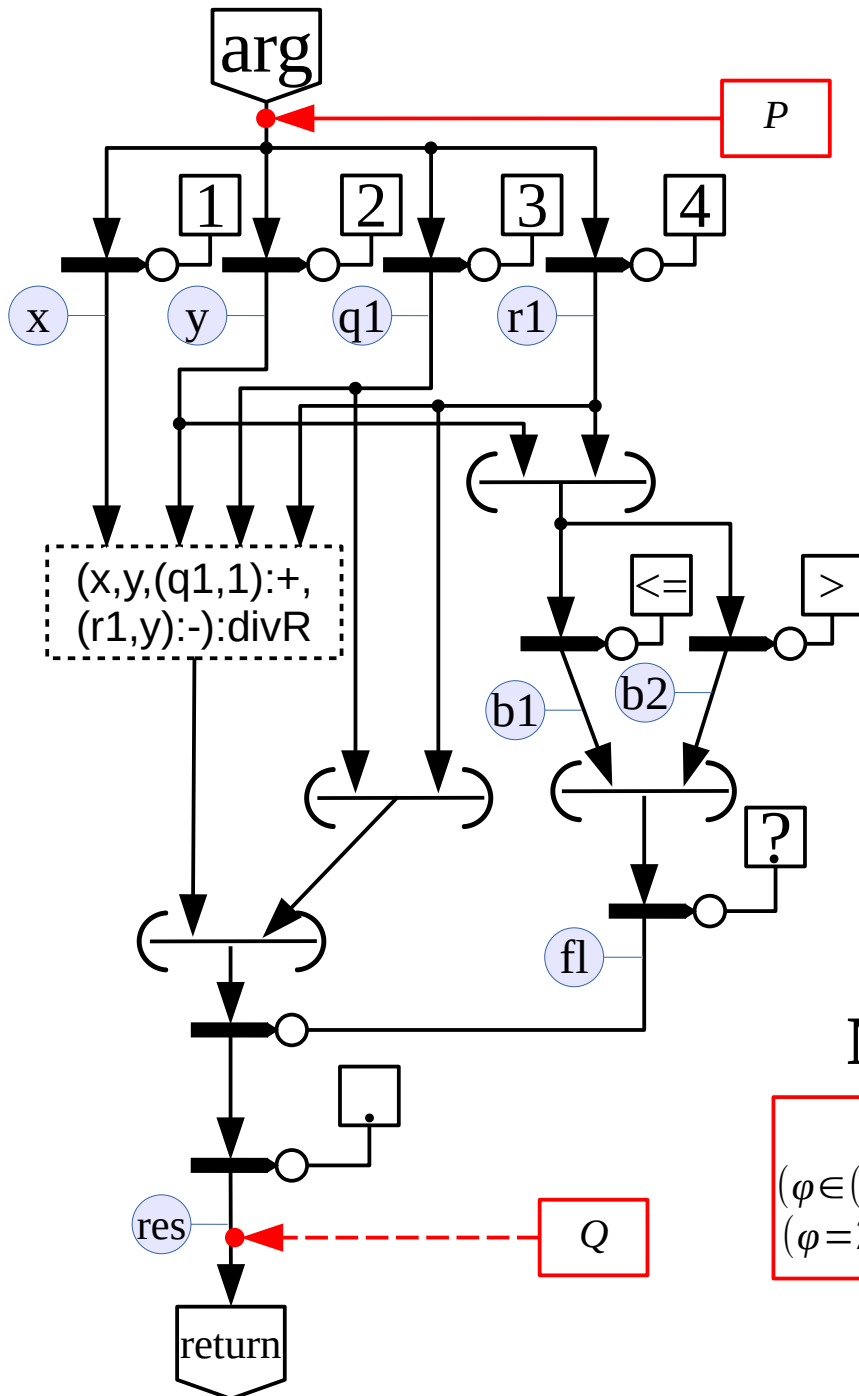 arg
P
1
2
3
4
x
y
q1
r1
(x,y,(q1,1):+,
(r1,y):-):divR
<=
>
b1
b2
?
fl
.
res
Q
(φ∈(
(φ=
return